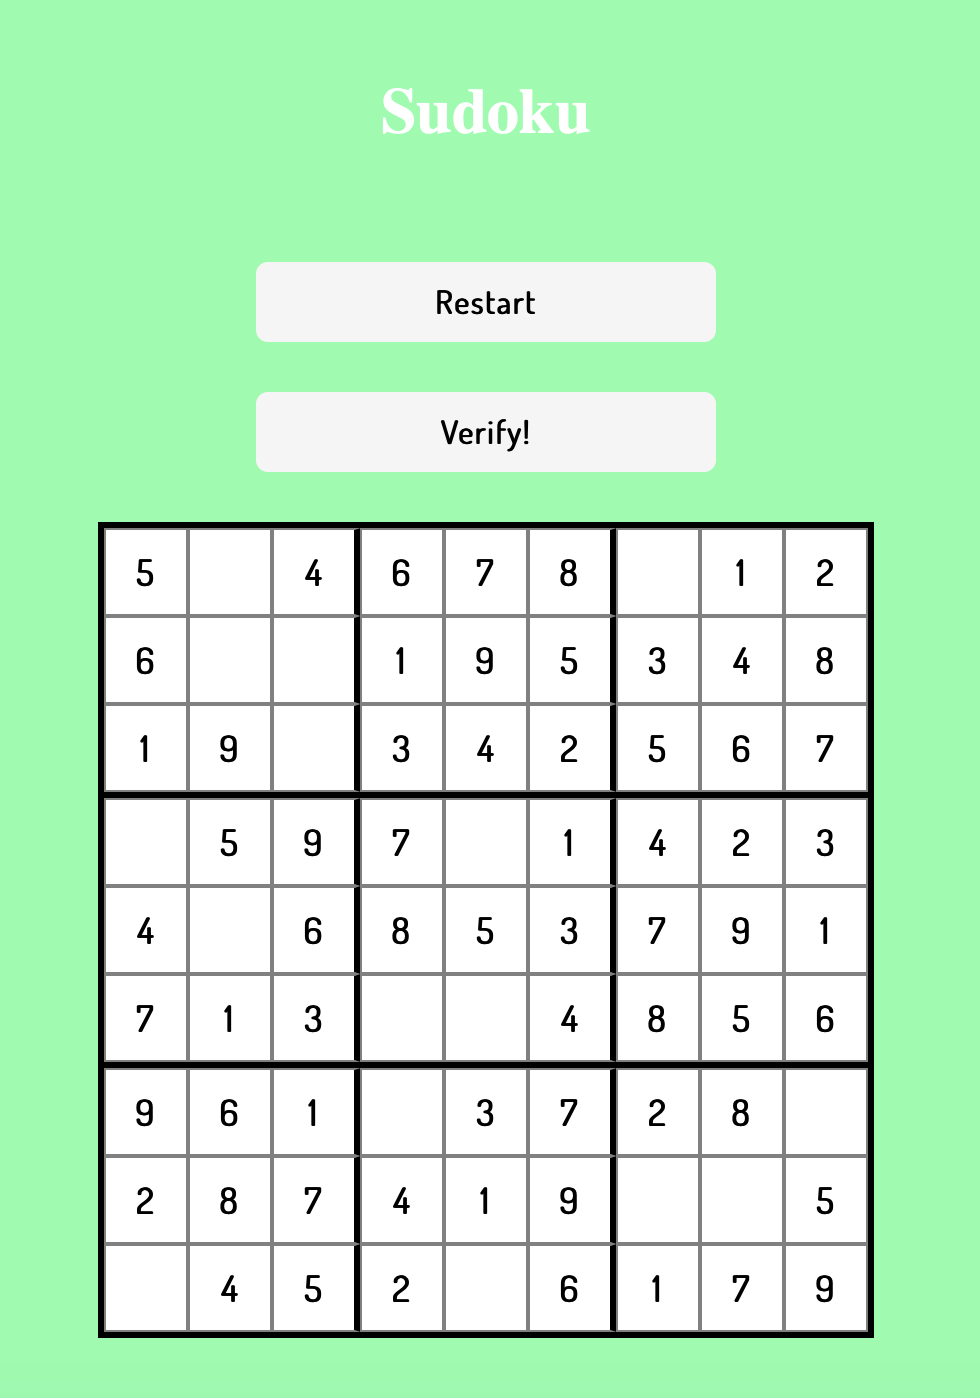 Sudoku
Restart
Verify!
5 4 6 7 8 1 2
6 1 9 5 3 4 8
1 9 3 4 2 5 6 7
5 9 7 1 4 2 3
4 6 8 5 3 7 9 1
7 1 3 4 8 5 6
9 6 1 3 7 2 8
2 8 7 4 1 9 5
4 5 2 6 1 7 9